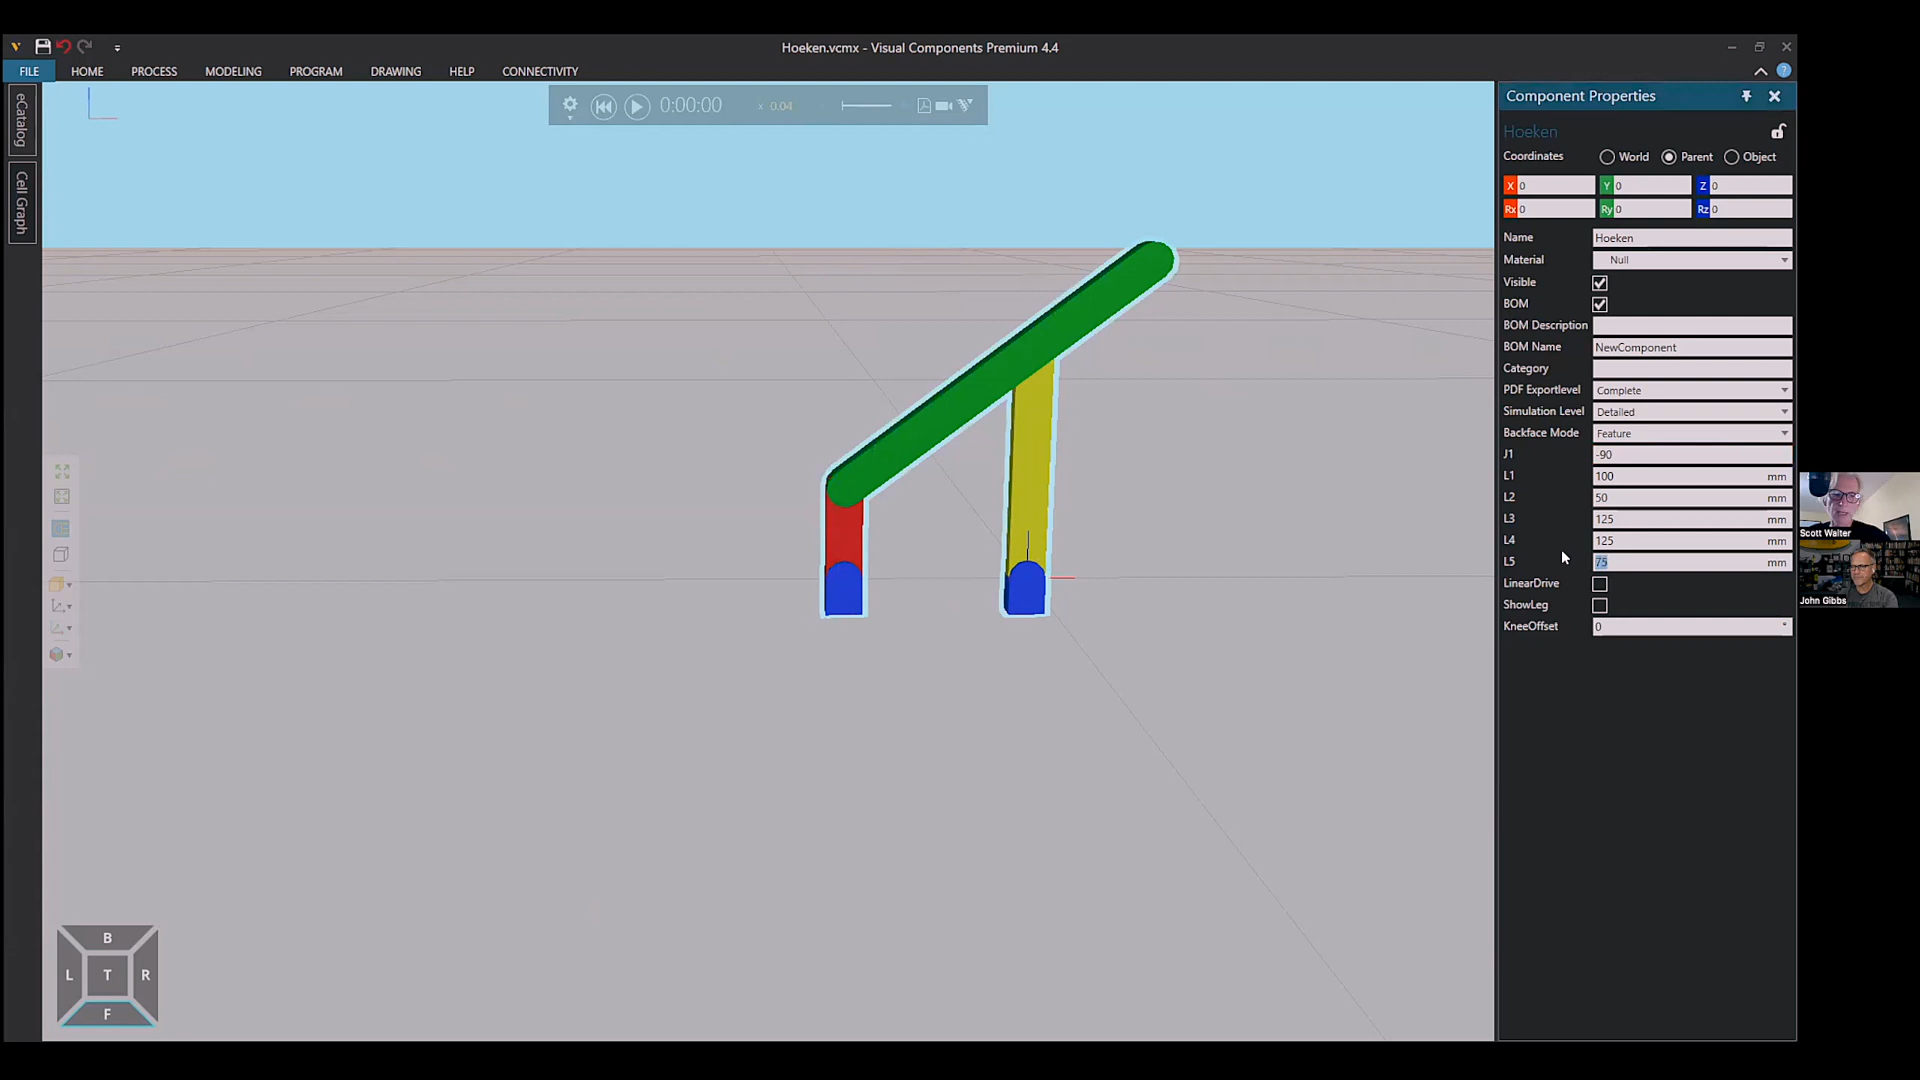 Hoeken.vcmx - Visual Components Premium 4.4
FILE HOME PROCESS MODELING PROGRAM DRAWING HELP CONNECTIVITY
eCatalog
Cell Graph
0:00:00 x 0.04
Component Properties
Hoeken
Coordinates World Parent Object
X 0 Y 0 Z 0
Rx 0 Ry 0 Rz 0
Name Hoeken
Material Null
Visible
BOM
BOM Description
BOM Name NewComponent
Category
PDF Exportlevel Complete
Simulation Level Detailed
Backface Mode Feature
J1 -90
L1 100 mm
L2 50 mm
L3 125 mm
L4 125 mm
L5 75 mm
LinearDrive
ShowLeg
KneeOffset 0 °
Scott Walter
John Gibbs
B
L T R
F